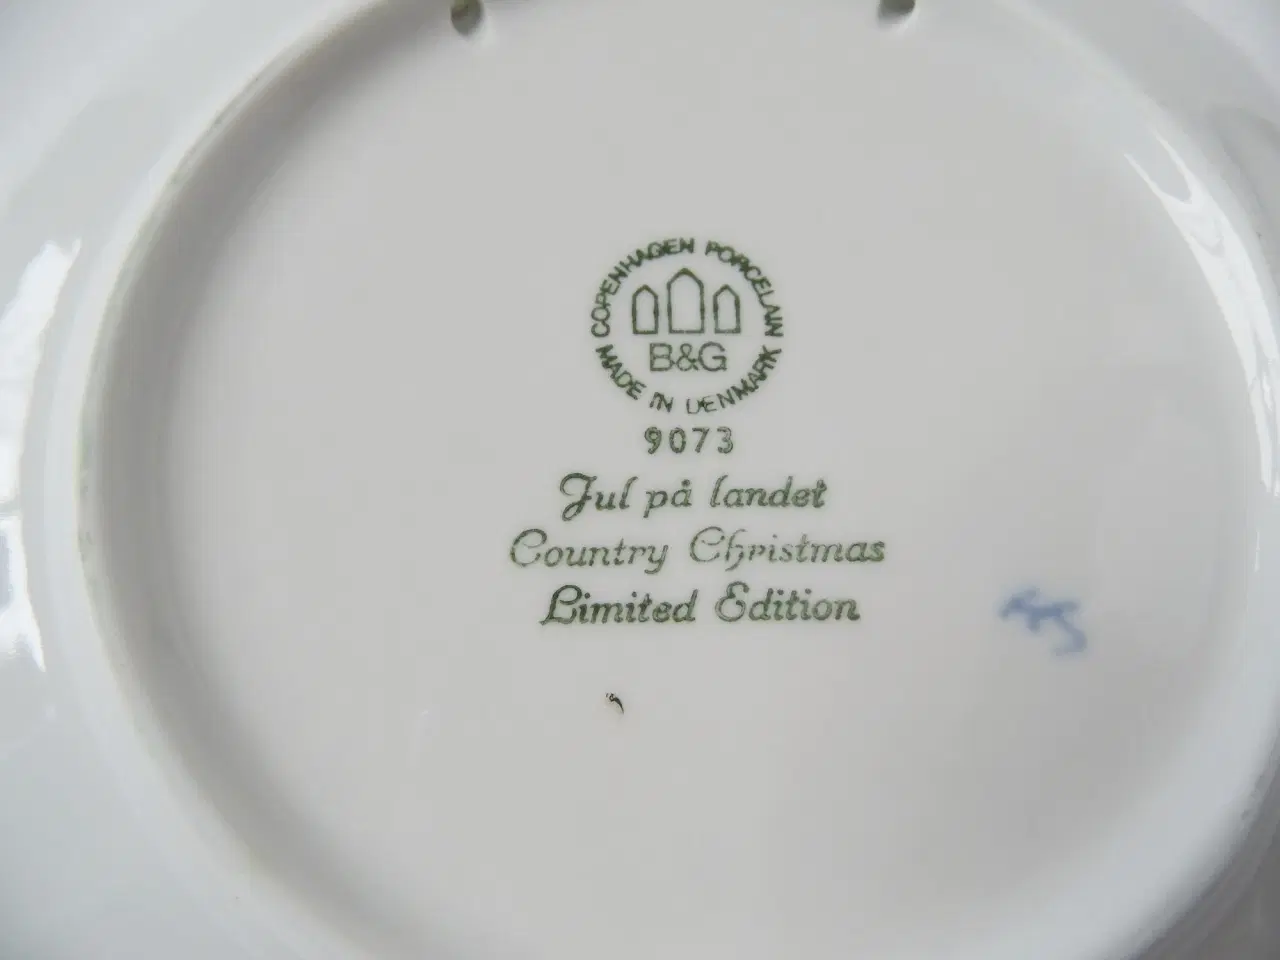 COPENHAGEN PORCELAIN
B&G
MADE IN DENMARK
9073
Jul på landet
Country Christmas
Limited Edition